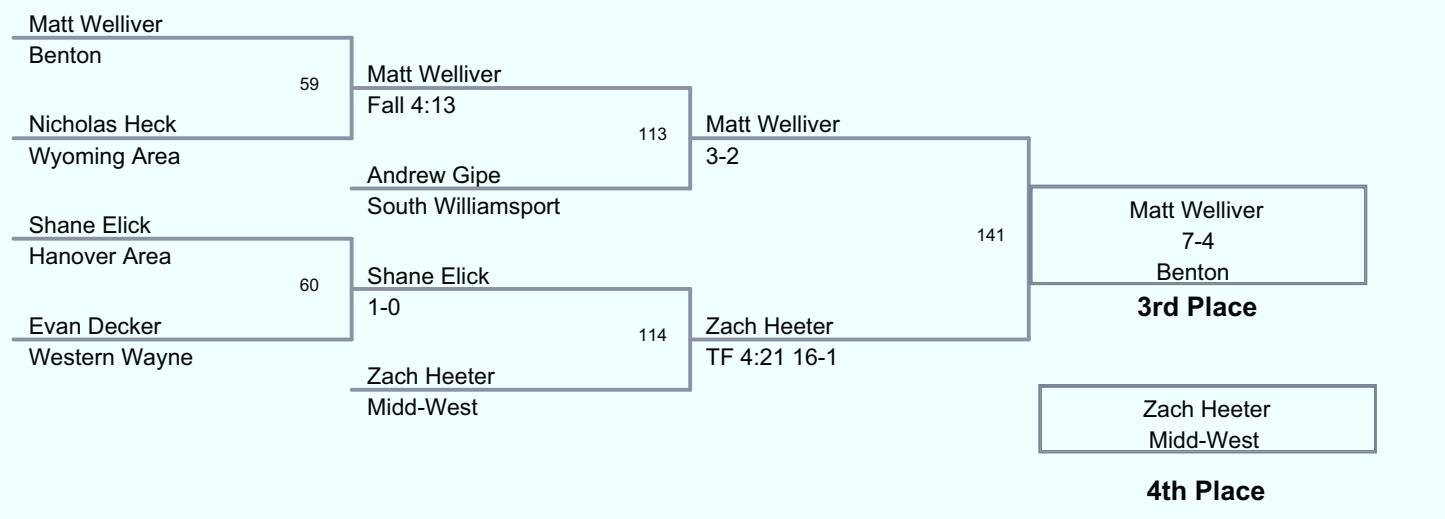 Matt Welliver
Benton
59
Nicholas Heck
Wyoming Area
Shane Elick
Hanover Area
60
Evan Decker
Western Wayne
Matt Welliver
Fall 4:13
113
Andrew Gipe
South Williamsport
Shane Elick
1-0
114
Zach Heeter
Midd-West
Matt Welliver
3-2
141
Zach Heeter
TF 4:21 16-1
Matt Welliver
7-4
Benton
3rd Place
Zach Heeter
Midd-West
4th Place